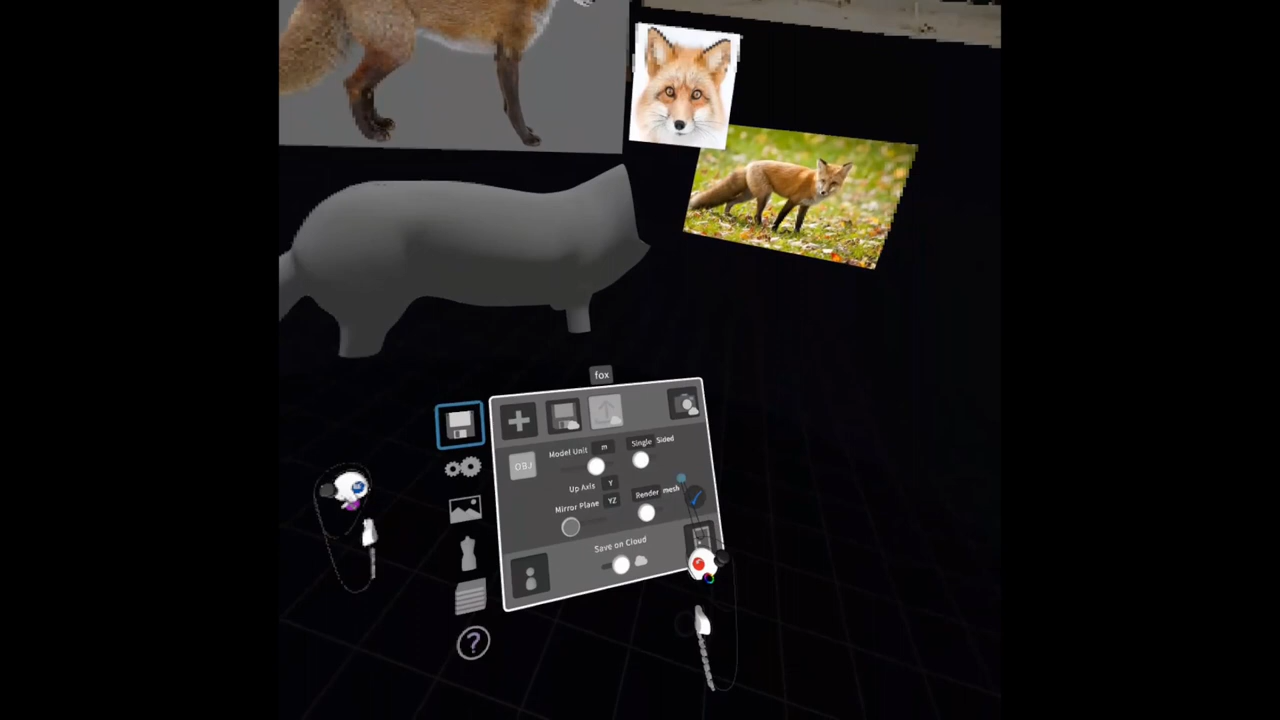 fox
Model Unit m Single Sided
OBJ
Up Axis Y
Mirror Plane YZ Render mesh
Save on Cloud
?